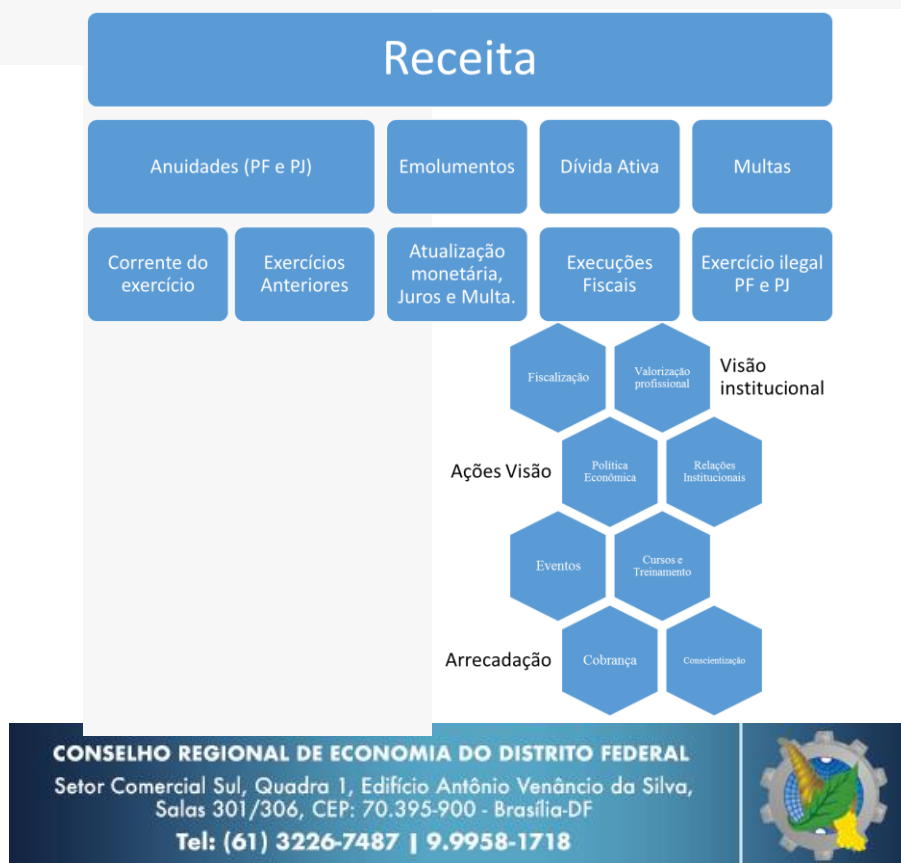 Receita
Anuidades (PF e PJ)
Emolumentos
Dívida Ativa
Multas
Corrente do
exercício
Exercícios
Anteriores
Atualização
monetária,
Juros e Multa.
Execuções
Fiscais
Exercício ilegal
PF e PJ
Fiscalização
Valorização
profissional
Visão
institucional
Ações Visão
Política
Econômica
Relações
Institucionais
Eventos
Cursos e
Treinamento
Arrecadação
Cobrança
Conscientização
CONSELHO REGIONAL DE ECONOMIA DO DISTRITO FEDERAL
Setor Comercial Sul, Quadra 1, Edifício Antônio Venâncio da Silva,
Salas 301/306, CEP: 70.395-900 - Brasília-DF
Tel: (61) 3226-7487 | 9.9958-1718